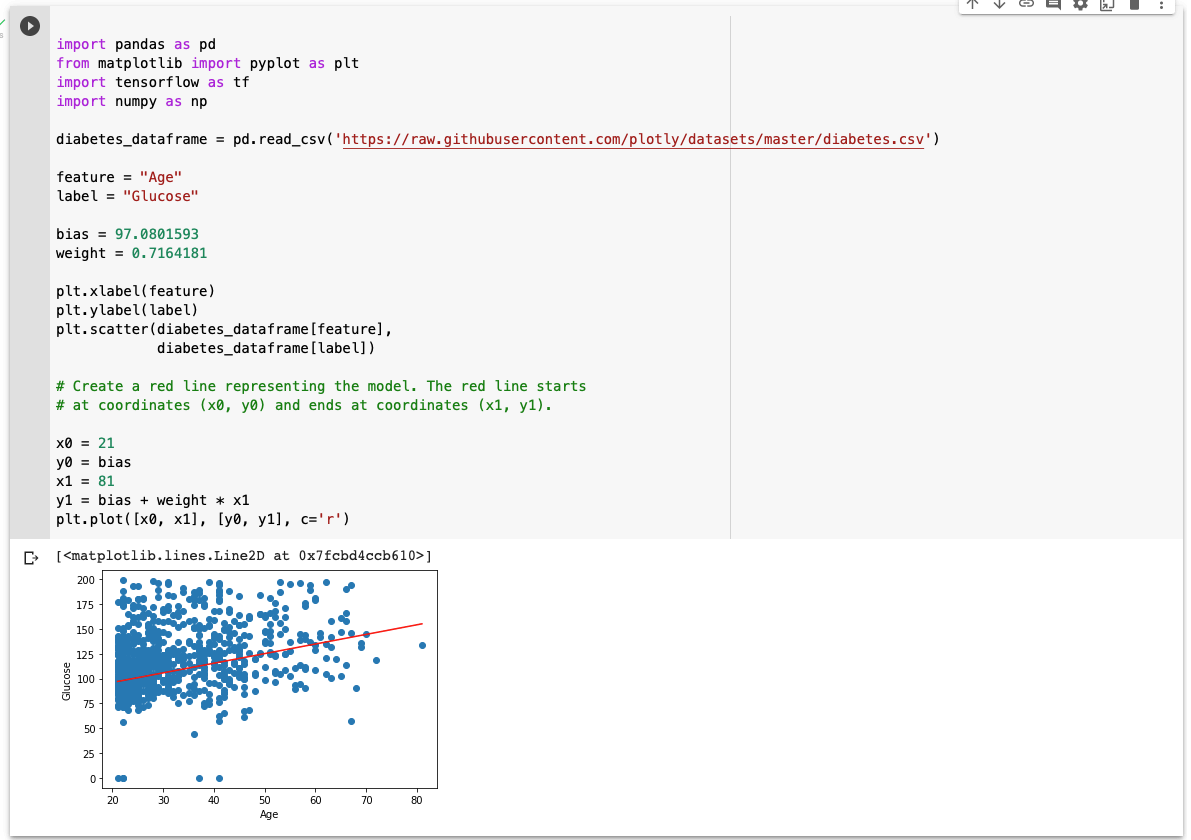 import pandas as pd
from matplotlib import pyplot as plt
import tensorflow as tf
import numpy as np
diabetes_dataframe = pd.read_csv('https://raw.githubusercontent.com/plotly/datasets/master/diabetes.csv')
feature = "Age"
label = "Glucose"
bias = 97.0801593
weight = 0.7164181
plt.xlabel(feature)
plt.ylabel(label)
plt.scatter(diabetes_dataframe[feature],
diabetes_dataframe[label])
# Create a red line representing the model. The red line starts
# at coordinates (x0, y0) and ends at coordinates (x1, y1).
x0 = 21
y0 = bias
x1 = 81
y1 = bias + weight * x1
plt.plot([x0, x1], [y0, y1], c='r')
[<matplotlib.lines.Line2D at 0x7fcbd4ccb610>]
200
175
150
125
100
75
50
25
0
Glucose
20 30 40 50 60 70 80
Age